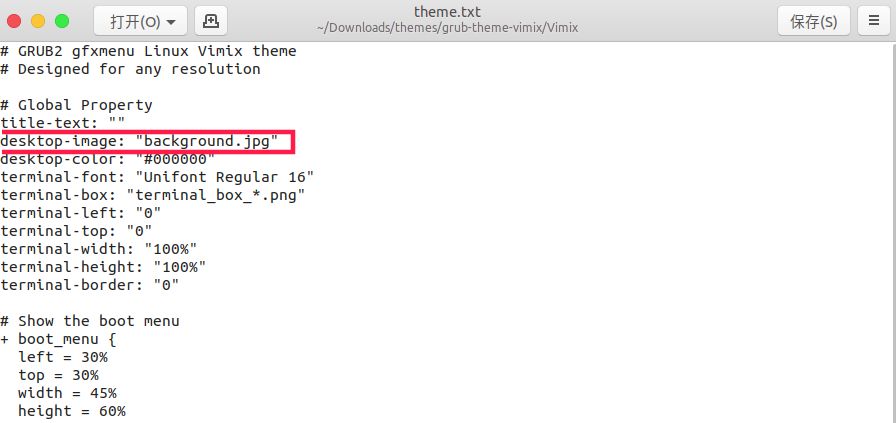 打开(O)
theme.txt
~/Downloads/themes/grub-theme-vimix/Vimix
保存(S)
# GRUB2 gfxmenu Linux Vimix theme
# Designed for any resolution
# Global Property
title-text: ""
desktop-image: "background.jpg"
desktop-color: "#000000"
terminal-font: "Unifont Regular 16"
terminal-box: "terminal_box_*.png"
terminal-left: "0"
terminal-top: "0"
terminal-width: "100%"
terminal-height: "100%"
terminal-border: "0"
# Show the boot menu
+ boot_menu {
  left = 30%
  top = 30%
  width = 45%
  height = 60%